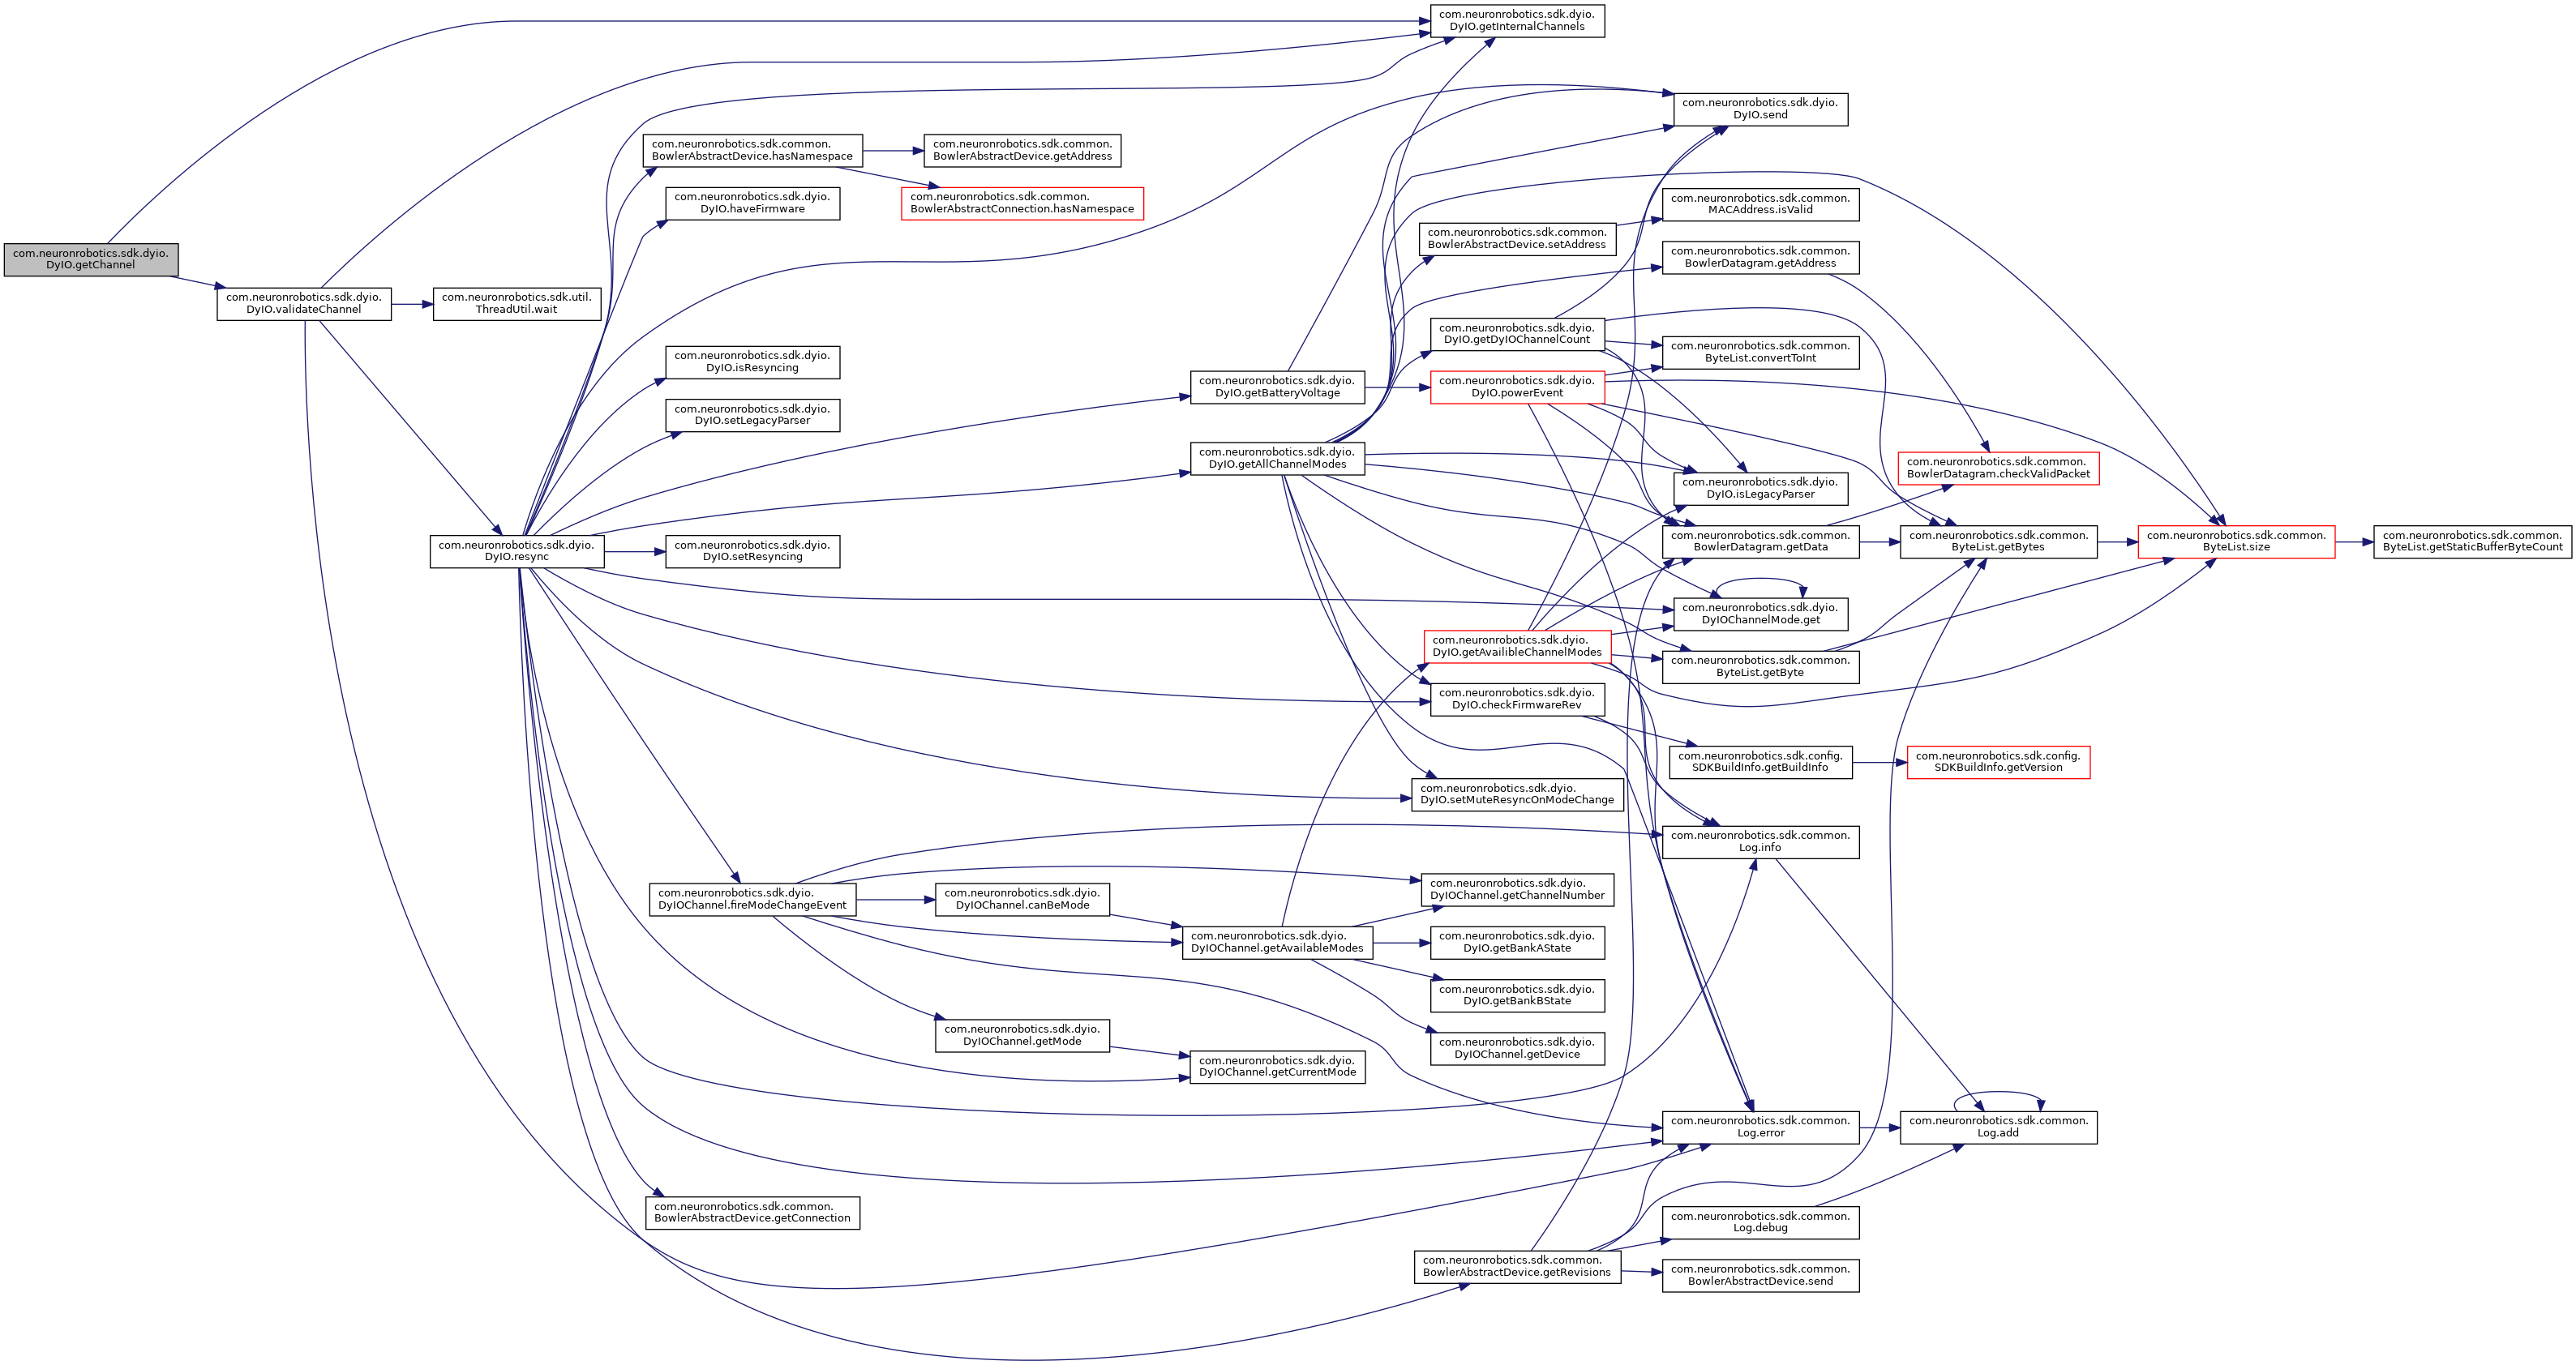 com.neuronrobotics.sdk.dyio.
DyIO.getChannel
com.neuronrobotics.sdk.dyio.
DyIO.validateChannel
com.neuronrobotics.sdk.util.
ThreadUtil.wait
com.neuronrobotics.sdk.dyio.
DyIO.resync
com.neuronrobotics.sdk.common.
BowlerAbstractDevice.hasNamespace
com.neuronrobotics.sdk.dyio.
DyIO.haveFirmware
com.neuronrobotics.sdk.dyio.
DyIO.isResyncing
com.neuronrobotics.sdk.dyio.
DyIO.setLegacyParser
com.neuronrobotics.sdk.dyio.
DyIO.setResyncing
com.neuronrobotics.sdk.dyio.
DyIOChannel.fireModeChangeEvent
com.neuronrobotics.sdk.common.
BowlerAbstractDevice.getConnection
com.neuronrobotics.sdk.common.
BowlerAbstractDevice.getAddress
com.neuronrobotics.sdk.common.
BowlerAbstractConnection.hasNamespace
com.neuronrobotics.sdk.dyio.
DyIOChannel.canBeMode
com.neuronrobotics.sdk.dyio.
DyIOChannel.getMode
com.neuronrobotics.sdk.dyio.
DyIO.getBatteryVoltage
com.neuronrobotics.sdk.dyio.
DyIO.getAllChannelModes
com.neuronrobotics.sdk.dyio.
DyIOChannel.getAvailableModes
com.neuronrobotics.sdk.dyio.
DyIOChannel.getCurrentMode
com.neuronrobotics.sdk.dyio.
DyIO.getInternalChannels
com.neuronrobotics.sdk.common.
BowlerAbstractDevice.setAddress
com.neuronrobotics.sdk.dyio.
DyIO.getDyIOChannelCount
com.neuronrobotics.sdk.dyio.
DyIO.powerEvent
com.neuronrobotics.sdk.dyio.
DyIO.getAvailibleChannelModes
com.neuronrobotics.sdk.dyio.
DyIO.checkFirmwareRev
com.neuronrobotics.sdk.dyio.
DyIO.setMuteResyncOnModeChange
com.neuronrobotics.sdk.dyio.
DyIOChannel.getChannelNumber
com.neuronrobotics.sdk.dyio.
DyIO.getBankAState
com.neuronrobotics.sdk.dyio.
DyIO.getBankBState
com.neuronrobotics.sdk.dyio.
DyIOChannel.getDevice
com.neuronrobotics.sdk.common.
BowlerAbstractDevice.getRevisions
com.neuronrobotics.sdk.dyio.
DyIO.send
com.neuronrobotics.sdk.common.
MACAddress.isValid
com.neuronrobotics.sdk.common.
BowlerDatagram.getAddress
com.neuronrobotics.sdk.common.
ByteList.convertToInt
com.neuronrobotics.sdk.dyio.
DyIO.isLegacyParser
com.neuronrobotics.sdk.common.
BowlerDatagram.getData
com.neuronrobotics.sdk.dyio.
DyIOChannelMode.get
com.neuronrobotics.sdk.common.
ByteList.getByte
com.neuronrobotics.sdk.config.
SDKBuildInfo.getBuildInfo
com.neuronrobotics.sdk.common.
Log.info
com.neuronrobotics.sdk.common.
Log.error
com.neuronrobotics.sdk.common.
Log.debug
com.neuronrobotics.sdk.common.
BowlerAbstractDevice.send
com.neuronrobotics.sdk.common.
BowlerDatagram.checkValidPacket
com.neuronrobotics.sdk.common.
ByteList.getBytes
com.neuronrobotics.sdk.config.
SDKBuildInfo.getVersion
com.neuronrobotics.sdk.common.
Log.add
com.neuronrobotics.sdk.common.
ByteList.size
com.neuronrobotics.sdk.common.
ByteList.getStaticBufferByteCount